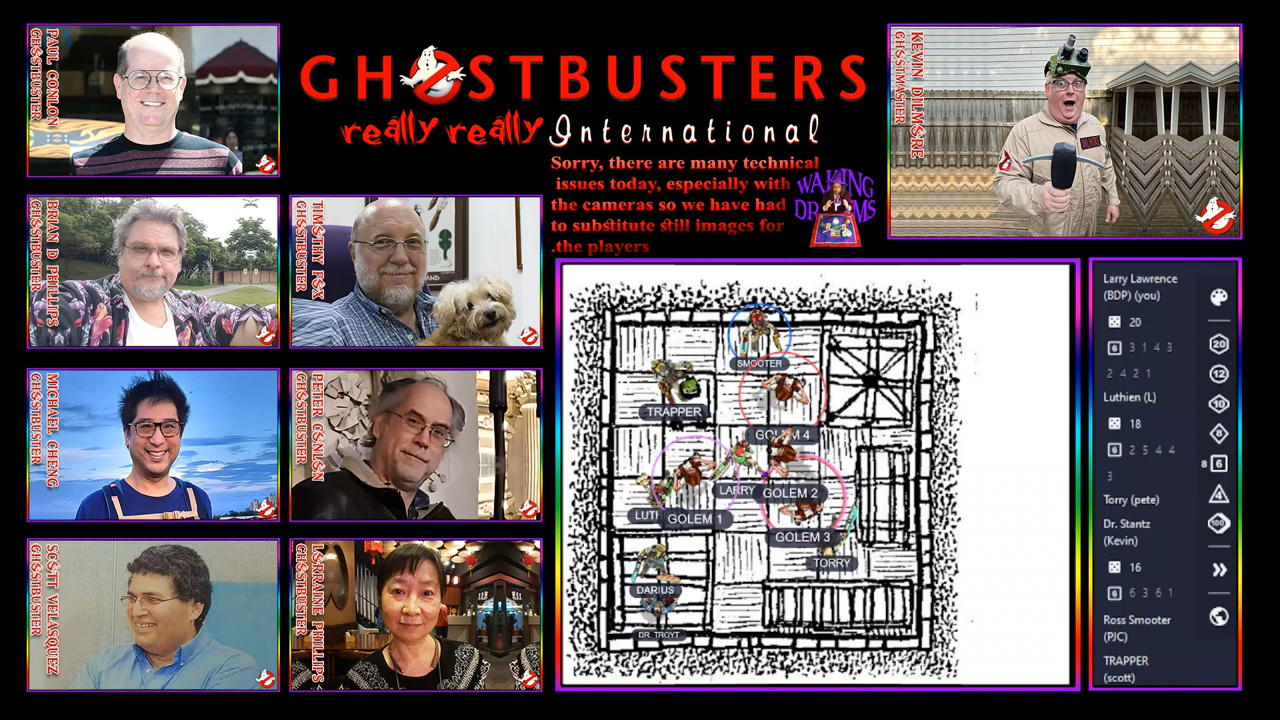 PAUL CONLON
GHOSTBUSTER
GHOSTBUSTERS
really really International
Sorry, there are many technical
issues today, especially with
the cameras so we have had
to substitute still images for
.the players
WAKING
DREAMS
KEVIN DILMORE
GHOSTMASTER
BRIAN D PHILLIPS
GHOSTBUSTER
TIMOTHY FOX
GHOSTBUSTER
MICHAEL CHENG
GHOSTBUSTER
PETER CONLON
GHOSTBUSTER
SCOTT VELASQUEZ
GHOSTBUSTER
LORRAINE PHILLIPS
GHOSTBUSTER
SMOOTER
TRAPPER
GOLEM 4
LARRY
GOLEM 2
LUTI
GOLEM 1
GOLEM 3
TORRY
DARIUS
DR. TROYT
Larry Lawrence
(BDP) (you)
20
6 3 1 4 3
2 4 2 1
Luthien (L)
18
6 2 5 4 4
3
Torry (pete)
Dr. Stantz
(Kevin)
16
6 6 3 6 1
Ross Smooter
(PJC)
TRAPPER
(scott)
20
12
10
8
8 6
4
100